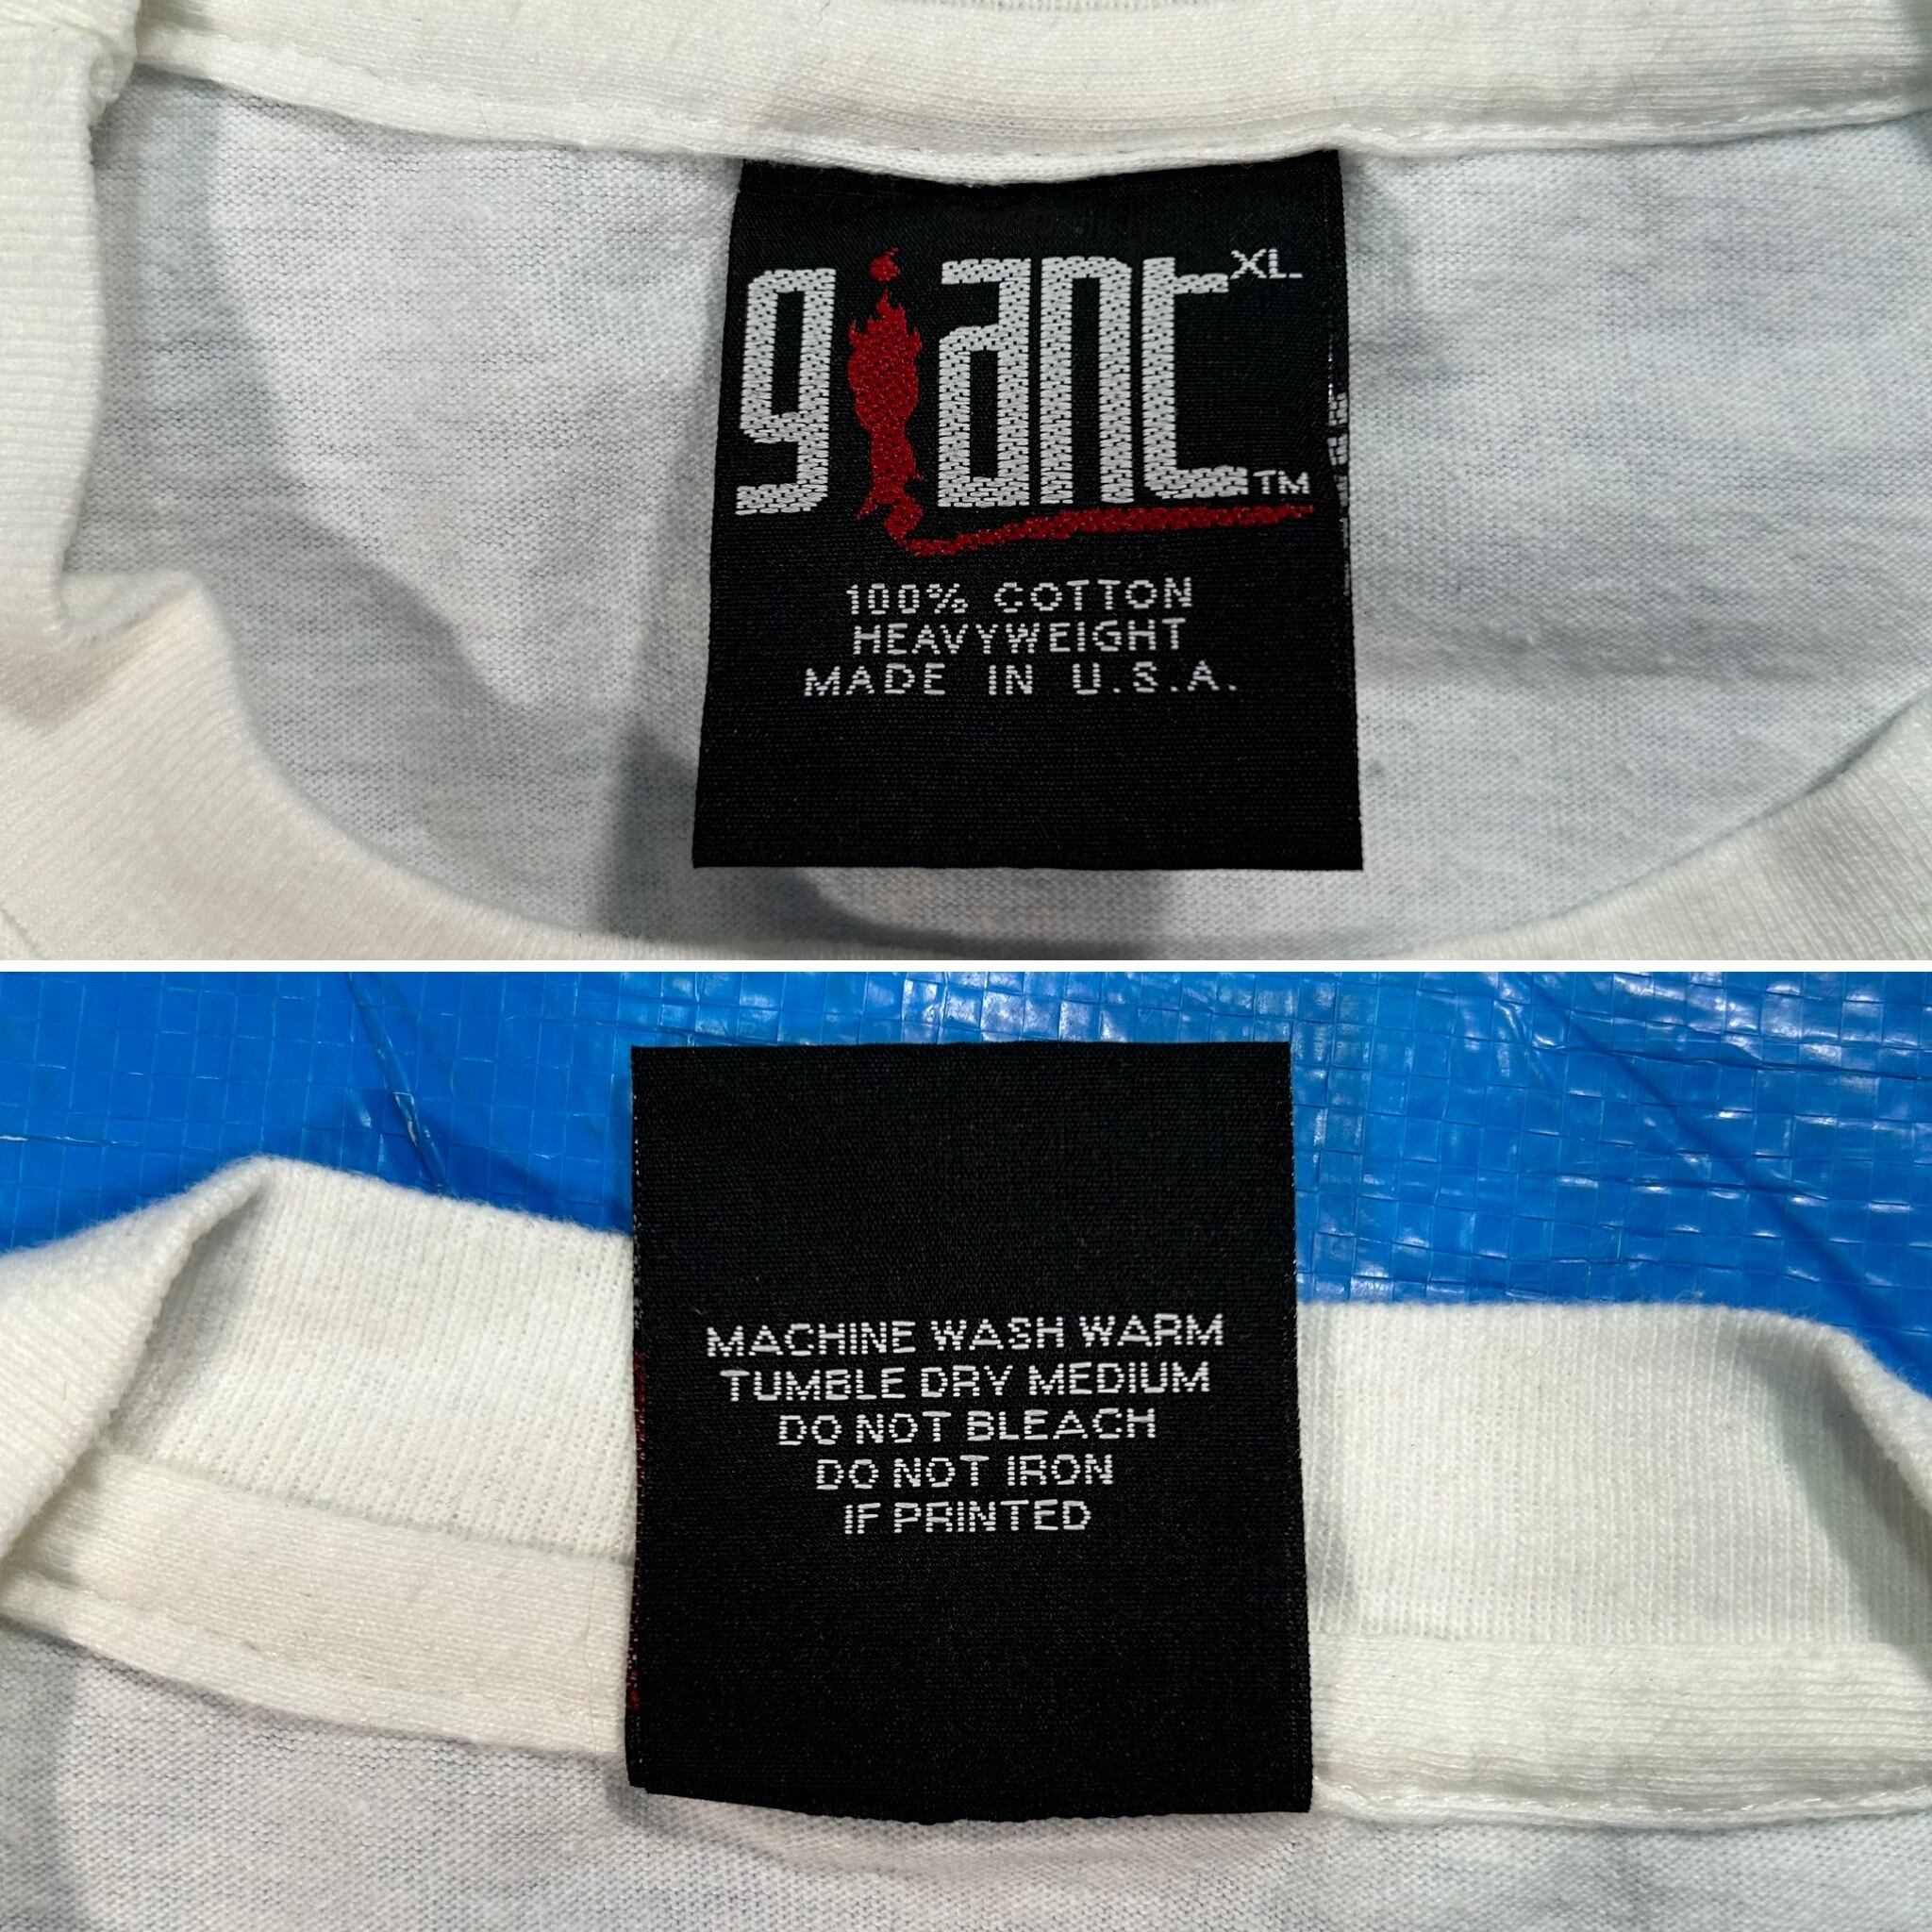 giant XL
TM
100% COTTON
HEAVYWEIGHT
MADE IN U.S.A.
MACHINE WASH WARM
TUMBLE DRY MEDIUM
DO NOT BLEACH
DO NOT IRON
IF PRINTED